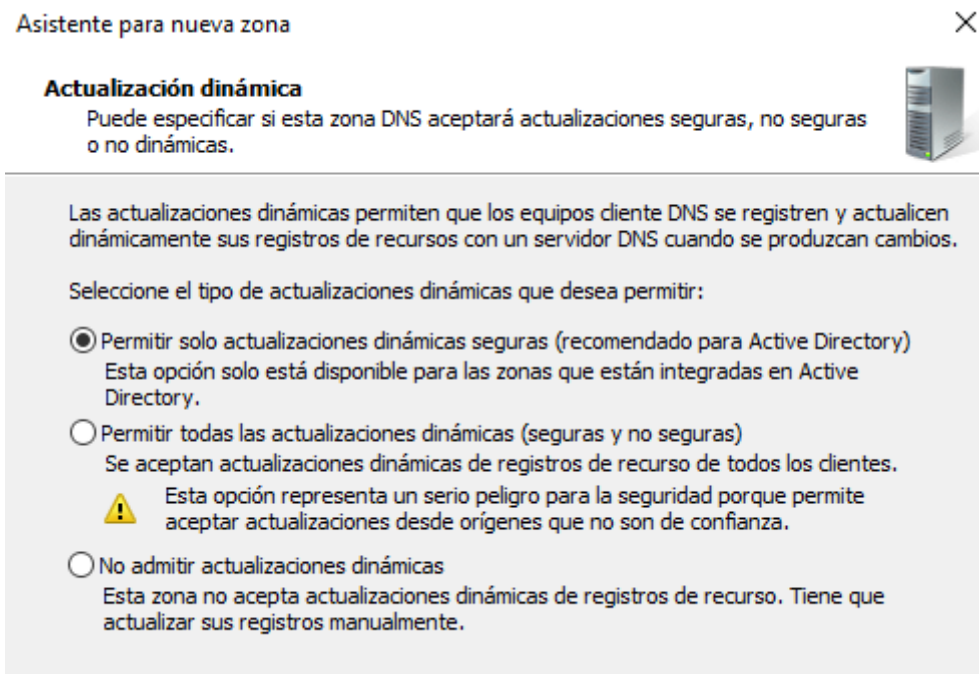 Asistente para nueva zona
Actualización dinámica
Puede especificar si esta zona DNS aceptará actualizaciones seguras, no seguras
o no dinámicas.
Las actualizaciones dinámicas permiten que los equipos cliente DNS se registren y actualicen
dinámicamente sus registros de recursos con un servidor DNS cuando se produzcan cambios.
Seleccione el tipo de actualizaciones dinámicas que desea permitir:
Permitir solo actualizaciones dinámicas seguras (recomendado para Active Directory)
Esta opción solo está disponible para las zonas que están integradas en Active
Directory.
Permitir todas las actualizaciones dinámicas (seguras y no seguras)
Se aceptan actualizaciones dinámicas de registros de recurso de todos los clientes.
Esta opción representa un serio peligro para la seguridad porque permite
aceptar actualizaciones desde orígenes que no son de confianza.
No admitir actualizaciones dinámicas
Esta zona no acepta actualizaciones dinámicas de registros de recurso. Tiene que
actualizar sus registros manualmente.